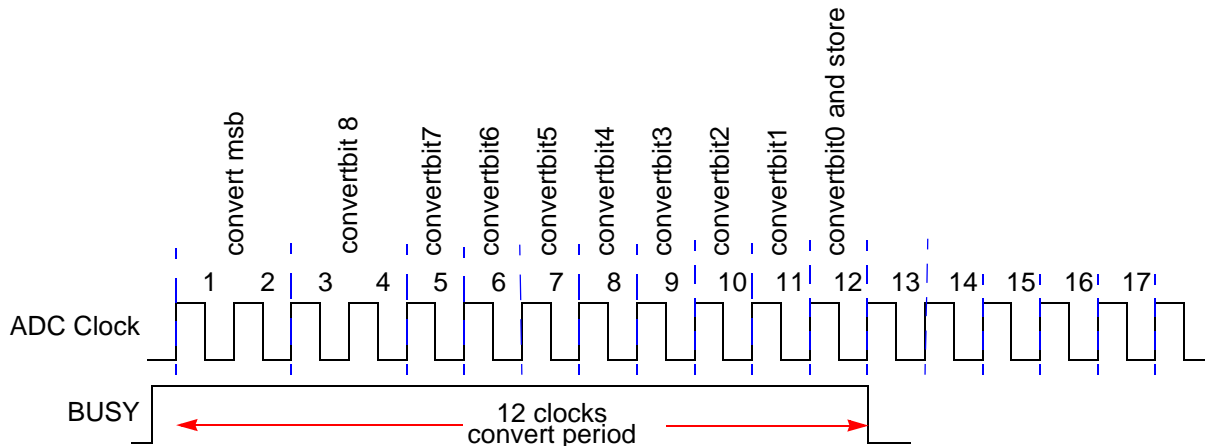 convert msb
convertbit 8
convertbit7
convertbit6
convertbit5
convertbit4
convertbit3
convertbit2
convertbit1
convertbit0 and store
1 2 3 4 5 6 7 8 9 10 11 12 13 14 15 16 17
ADC Clock
BUSY
12 clocks
convert period